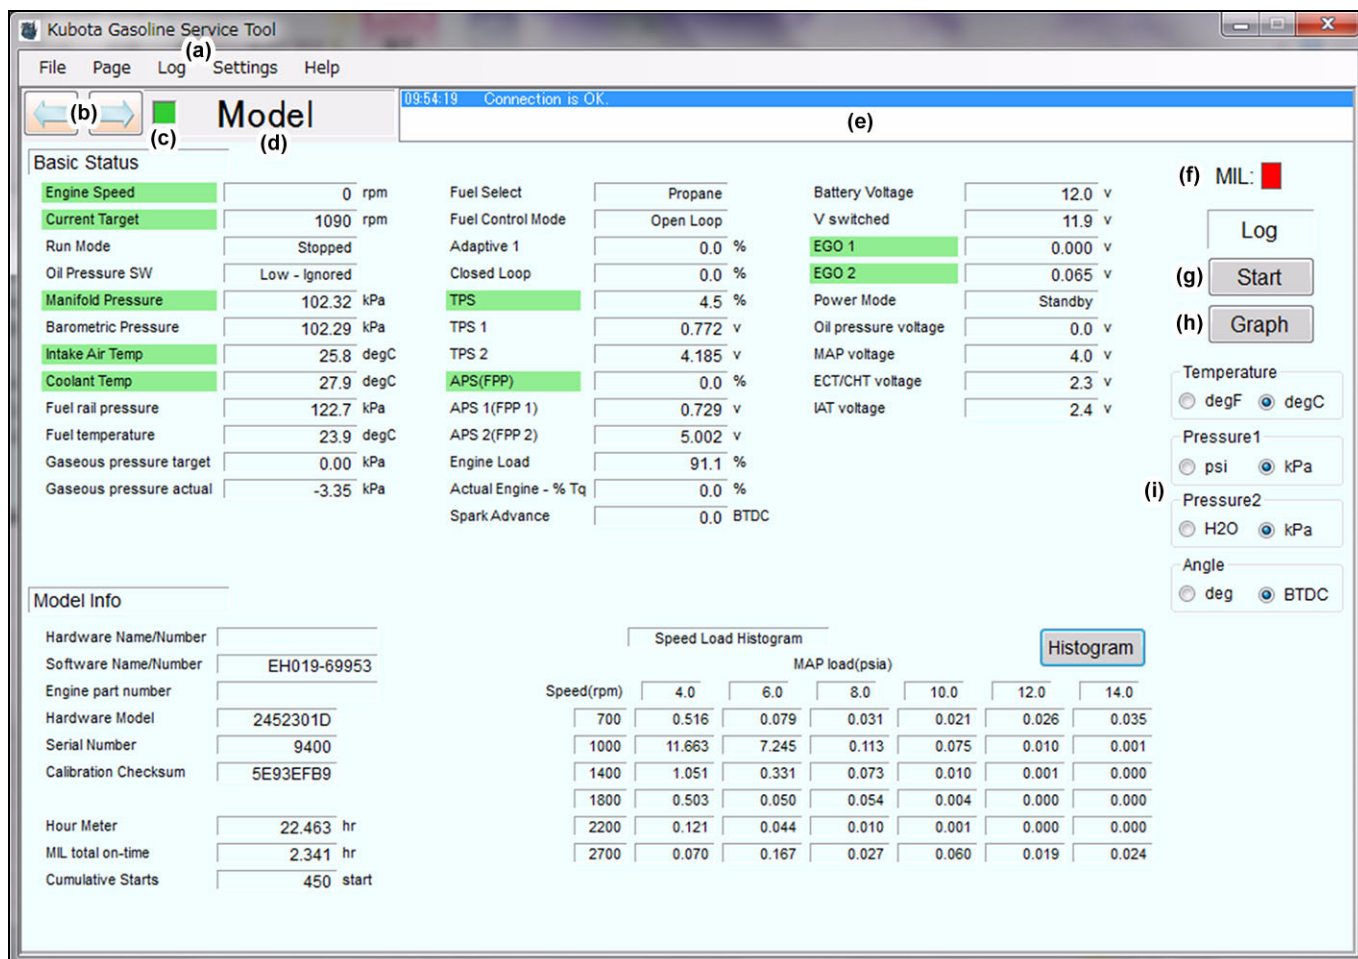 Kubota Gasoline Service Tool
(a)
File Page Log Settings Help
(b)
(c)
Model
(d)
09:54:19 Connection is OK.
(e)
Basic Status
Engine Speed 0 rpm
Current Target 1090 rpm
Run Mode Stopped
Oil Pressure SW Low - Ignored
Manifold Pressure 102.32 kPa
Barometric Pressure 102.29 kPa
Intake Air Temp 25.8 degC
Coolant Temp 27.9 degC
Fuel rail pressure 122.7 kPa
Fuel temperature 23.9 degC
Gaseous pressure target 0.00 kPa
Gaseous pressure actual -3.35 kPa
Fuel Select Propane
Fuel Control Mode Open Loop
Adaptive 1 0.0 %
Closed Loop 0.0 %
TPS 4.5 %
TPS 1 0.772 v
TPS 2 4.185 v
APS(FPP) 0.0 %
APS 1(FPP 1) 0.729 v
APS 2(FPP 2) 5.002 v
Engine Load 91.1 %
Actual Engine - % Tq 0.0 %
Spark Advance 0.0 BTDC
Battery Voltage 12.0 v
V switched 11.9 v
EGO 1 0.000 v
EGO 2 0.065 v
Power Mode Standby
Oil pressure voltage 0.0 v
MAP voltage 4.0 v
ECT/CHT voltage 2.3 v
IAT voltage 2.4 v
(f) MIL:
Log
(g) Start
(h) Graph
Temperature
degF degC
Pressure1
psi kPa
(i)
Pressure2
H2O kPa
Angle
deg BTDC
Model Info
Hardware Name/Number
Software Name/Number EH019-69953
Engine part number
Hardware Model 2452301D
Serial Number 9400
Calibration Checksum 5E93EFB9
Hour Meter 22.463 hr
MIL total on-time 2.341 hr
Cumulative Starts 450 start
Speed Load Histogram
Histogram
MAP load(psia)
Speed(rpm) 4.0 6.0 8.0 10.0 12.0 14.0
700 0.516 0.079 0.031 0.021 0.026 0.035
1000 11.663 7.245 0.113 0.075 0.010 0.001
1400 1.051 0.331 0.073 0.010 0.001 0.000
1800 0.503 0.050 0.054 0.004 0.000 0.000
2200 0.121 0.044 0.010 0.001 0.000 0.000
2700 0.070 0.167 0.027 0.060 0.019 0.024